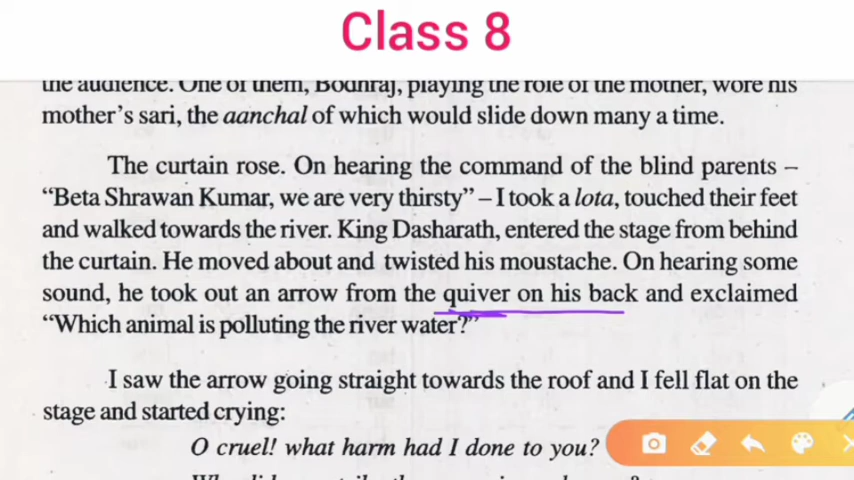 Class 8
the audience. One of them, Bodhraj, playing the role of the mother, wore his
mother's sari, the aanchal of which would slide down many a time.
The curtain rose. On hearing the command of the blind parents –
“Beta Shrawan Kumar, we are very thirsty” – I took a lota, touched their feet
and walked towards the river. King Dasharath, entered the stage from behind
the curtain. He moved about and twisted his moustache. On hearing some
sound, he took out an arrow from the quiver on his back and exclaimed
“Which animal is polluting the river water?”
I saw the arrow going straight towards the roof and I fell flat on the
stage and started crying:
O cruel! what harm had I done to you?